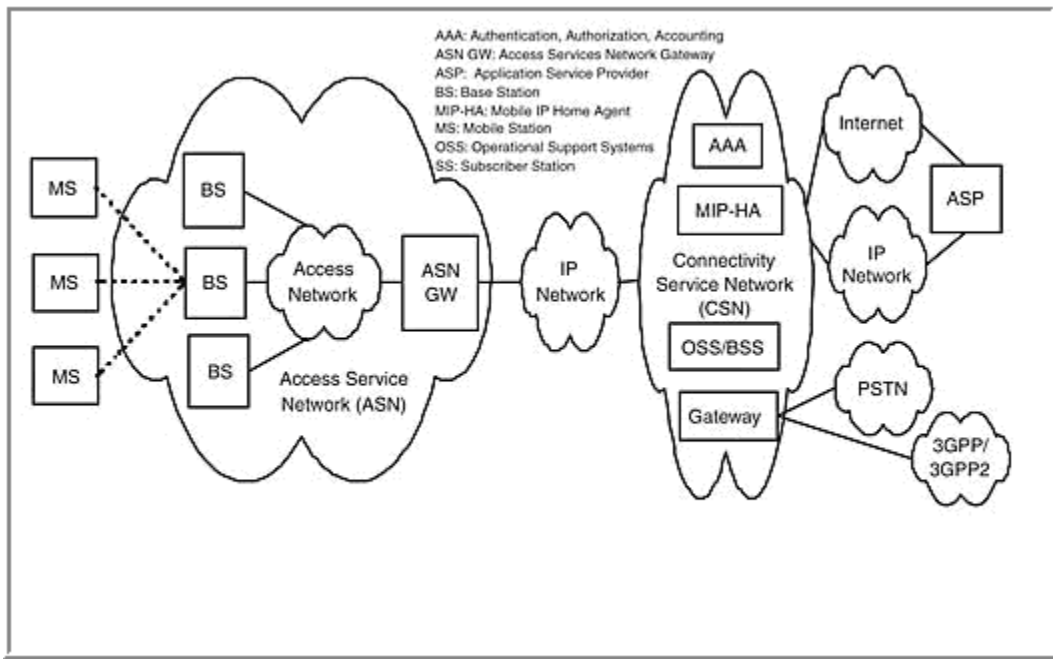 AAA: Authentication, Authorization, Accounting
ASN GW: Access Services Network Gateway
ASP: Application Service Provider
BS: Base Station
MIP-HA: Mobile IP Home Agent
MS: Mobile Station
OSS: Operational Support Systems
SS: Subscriber Station
MS
MS
MS
BS
BS
BS
Access
Network
ASN
GW
Access Service
Network (ASN)
IP
Network
AAA
MIP-HA
Connectivity
Service Network
(CSN)
OSS/BSS
Gateway
Internet
IP
Network
ASP
PSTN
3GPP/
3GPP2